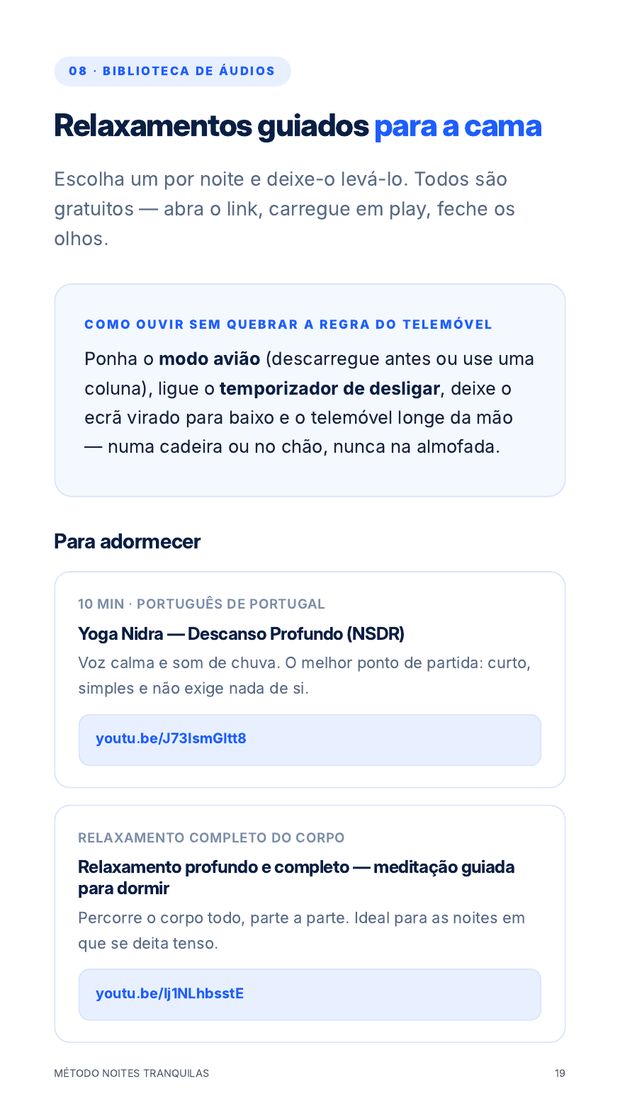 08 · BIBLIOTECA DE ÁUDIOS
Relaxamentos guiados para a cama
Escolha um por noite e deixe-o levá-lo. Todos são
gratuitos — abra o link, carregue em play, feche os
olhos.
COMO OUVIR SEM QUEBRAR A REGRA DO TELEMÓVEL
Ponha o modo avião (descarregue antes ou use uma
coluna), ligue o temporizador de desligar, deixe o
ecrã virado para baixo e o telemóvel longe da mão
— numa cadeira ou no chão, nunca na almofada.
Para adormecer
10 MIN · PORTUGUÊS DE PORTUGAL
Yoga Nidra — Descanso Profundo (NSDR)
Voz calma e som de chuva. O melhor ponto de partida: curto,
simples e não exige nada de si.
youtu.be/J73lsmGltt8
RELAXAMENTO COMPLETO DO CORPO
Relaxamento profundo e completo — meditação guiada
para dormir
Percorre o corpo todo, parte a parte. Ideal para as noites em
que se deita tenso.
youtu.be/lj1NLhbsstE
MÉTODO NOITES TRANQUILAS
19